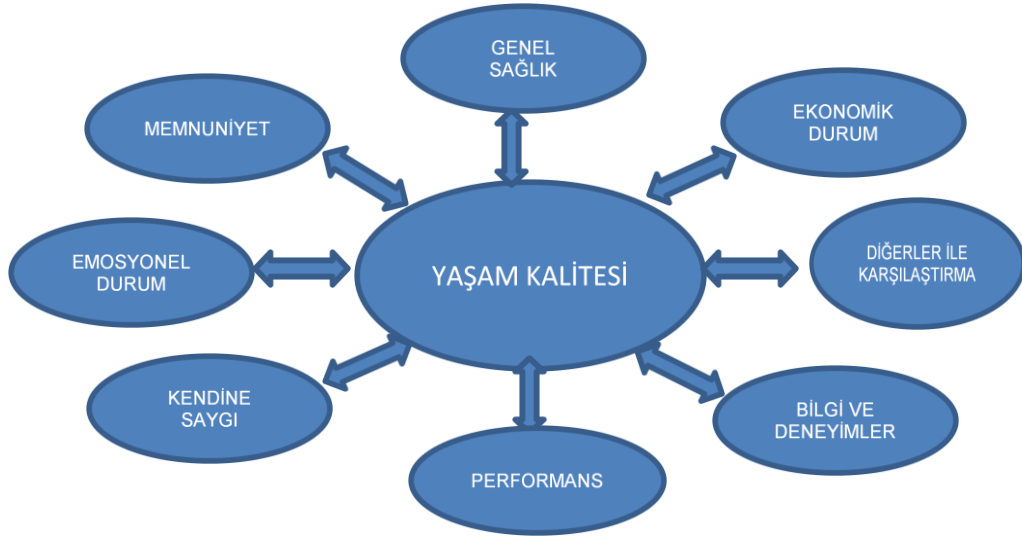 GENEL
SAĞLIK
MEMNUNİYET
EKONOMİK
DURUM
EMOSYONEL
DURUM
YAŞAM KALİTESİ
DİĞERLER İLE
KARŞILAŞTIRMA
KENDİNE
SAYGI
BİLGİ VE
DENEYİMLER
PERFORMANS